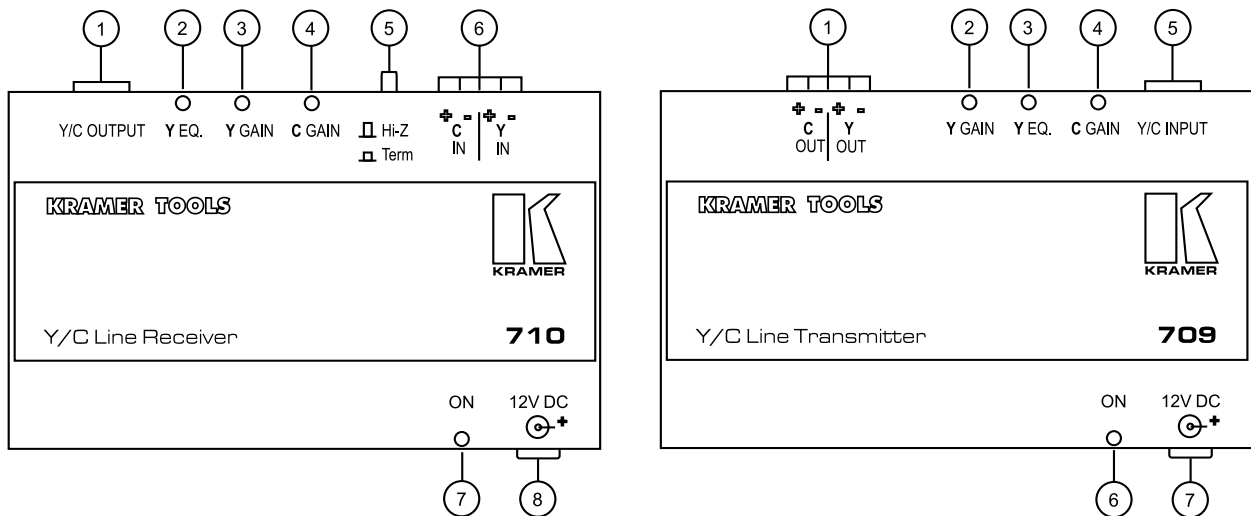 1 2 3 4 5 6
Y/C OUTPUT Y EQ. Y GAIN C GAIN Hi-Z Term + - + - C IN Y IN
KRAMER TOOLS
KRAMER
Y/C Line Receiver 710
ON 12V DC +
7 8
1 2 3 4 5
+ - + - C OUT Y OUT Y GAIN Y EQ. C GAIN Y/C INPUT
KRAMER TOOLS
KRAMER
Y/C Line Transmitter 709
ON 12V DC +
6 7